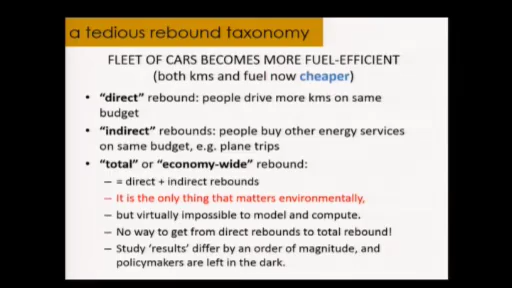 a tedious rebound taxonomy
FLEET OF CARS BECOMES MORE FUEL-EFFICIENT
(both kms and fuel now cheaper)
• “direct” rebound: people drive more kms on same
budget
• “indirect” rebounds: people buy other energy services
on same budget, e.g. plane trips
• “total” or “economy-wide” rebound:
– = direct + indirect rebounds
– It is the only thing that matters environmentally,
– but virtually impossible to model and compute.
– No way to get from direct rebounds to total rebound!
– Study ‘results’ differ by an order of magnitude, and
policymakers are left in the dark.